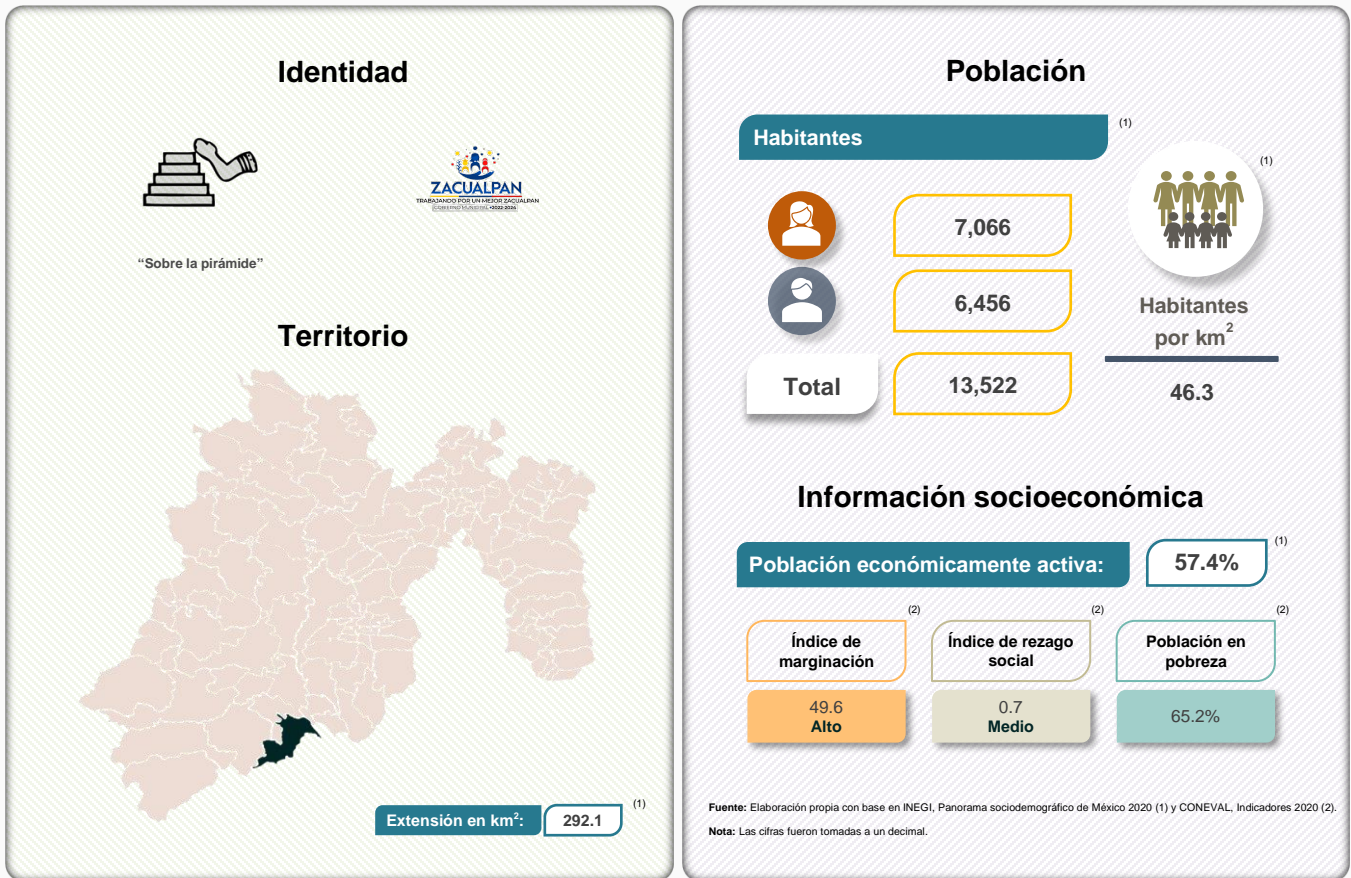 Identidad
ZACUALPAN
TRABAJANDO POR UN MEJOR ZACUALPAN
GOBIERNO MUNICIPAL •2022-2024
“Sobre la pirámide”
Territorio
Extensión en km²:
292.1
(1)
Población
Habitantes
(1)
(1)
7,066
6,456
Total
13,522
Habitantes
por km²
46.3
Información socioeconómica
Población económicamente activa:
57.4%
(1)
(2)
(2)
(2)
Índice de
marginación
Índice de rezago
social
Población en
pobreza
49.6
Alto
0.7
Medio
65.2%
Fuente: Elaboración propia con base en INEGI, Panorama sociodemográfico de México 2020 (1) y CONEVAL, Indicadores 2020 (2).
Nota: Las cifras fueron tomadas a un decimal.